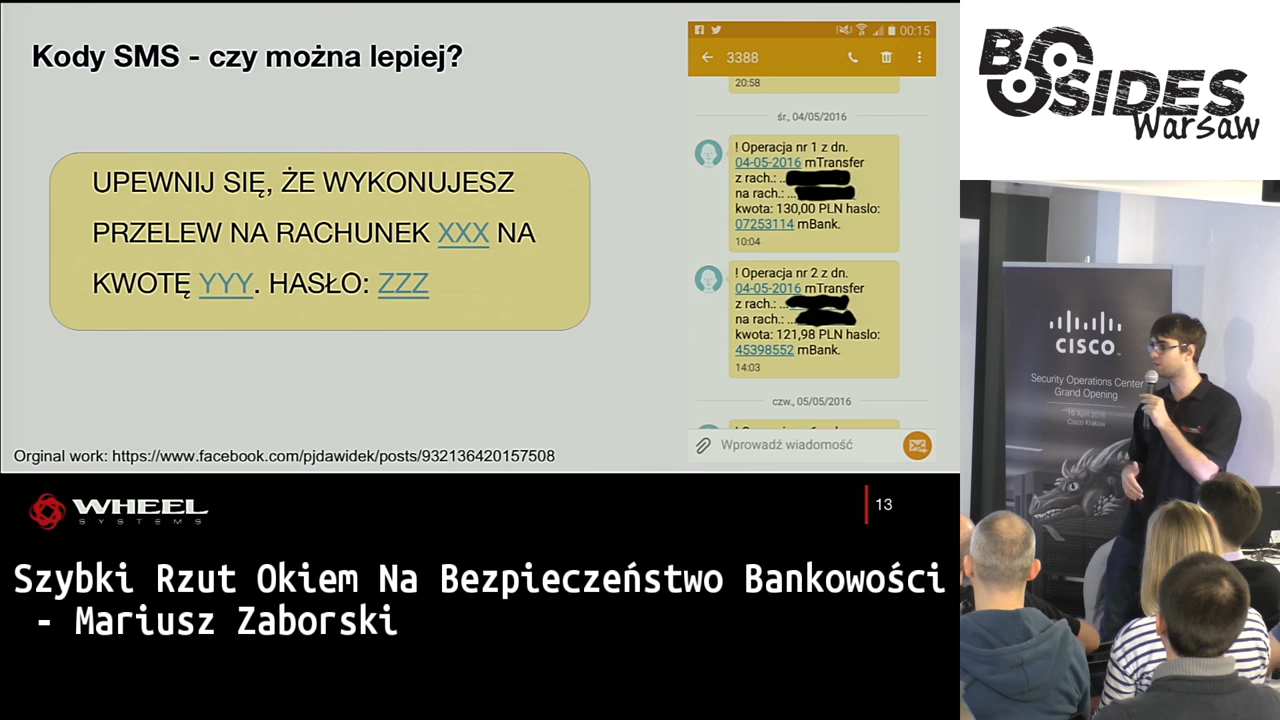 Kody SMS - czy można lepiej?
UPEWNIJ SIĘ, ŻE WYKONUJESZ
PRZELEW NA RACHUNEK XXX NA
KWOTĘ YYY. HASŁO: ZZZ
Orginal work: https://www.facebook.com/pjdawidek/posts/932136420157508
00:15
3388
20:58
śr., 04/05/2016
! Operacja nr 1 z dn.
04-05-2016 mTransfer
z rach.: ..
na rach.: ...
kwota: 130,00 PLN haslo:
07253114 mBank.
10:04
! Operacja nr 2 z dn.
04-05-2016 mTransfer
z rach.: ...
na rach.: ...
kwota: 121,98 PLN haslo:
45398552 mBank.
14:03
czw., 05/05/2016
Wprowadź wiadomość
WHEEL
SYSTEMS
13
Szybki Rzut Okiem Na Bezpieczeństwo Bankowości
- Mariusz Zaborski
BSIDES
Warsaw
CISCO
Security Operations Center
Grand Opening
19 April 2016
Cisco Krakow